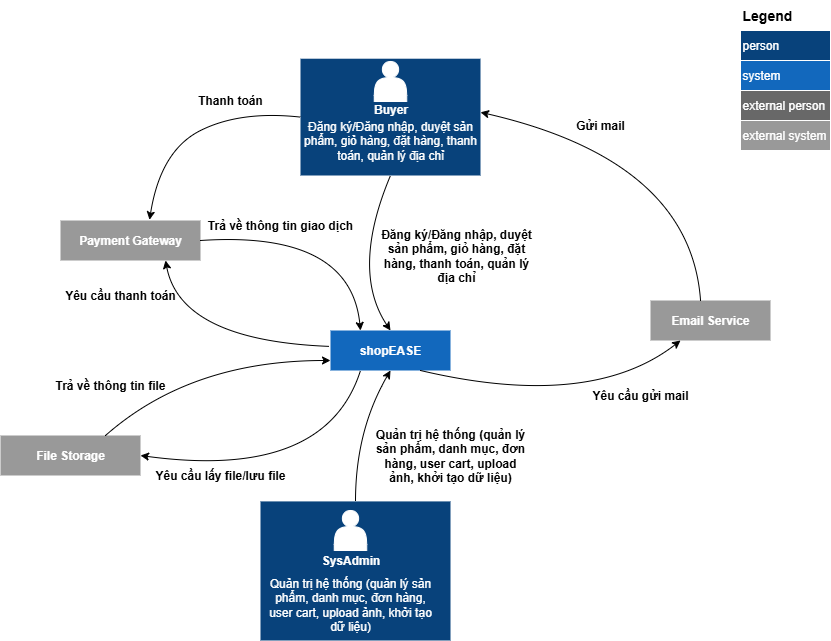 Legend
person
system
external person
external system
Buyer
Đăng ký/Đăng nhập, duyệt sản
phẩm, giỏ hàng, đặt hàng, thanh
toán, quản lý địa chỉ
Thanh toán
Gửi mail
Payment Gateway
Trả về thông tin giao dịch
Đăng ký/Đăng nhập, duyệt
sản phẩm, giỏ hàng, đặt
hàng, thanh toán, quản lý
địa chỉ
Yêu cầu thanh toán
Email Service
shopEASE
Trả về thông tin file
Yêu cầu gửi mail
File Storage
Yêu cầu lấy file/lưu file
Quản trị hệ thống (quản lý
sản phẩm, danh mục, đơn
hàng, user cart, upload
ảnh, khởi tạo dữ liệu)
SysAdmin
Quản trị hệ thống (quản lý sản
phẩm, danh mục, đơn hàng,
user cart, upload ảnh, khởi tạo
dữ liệu)